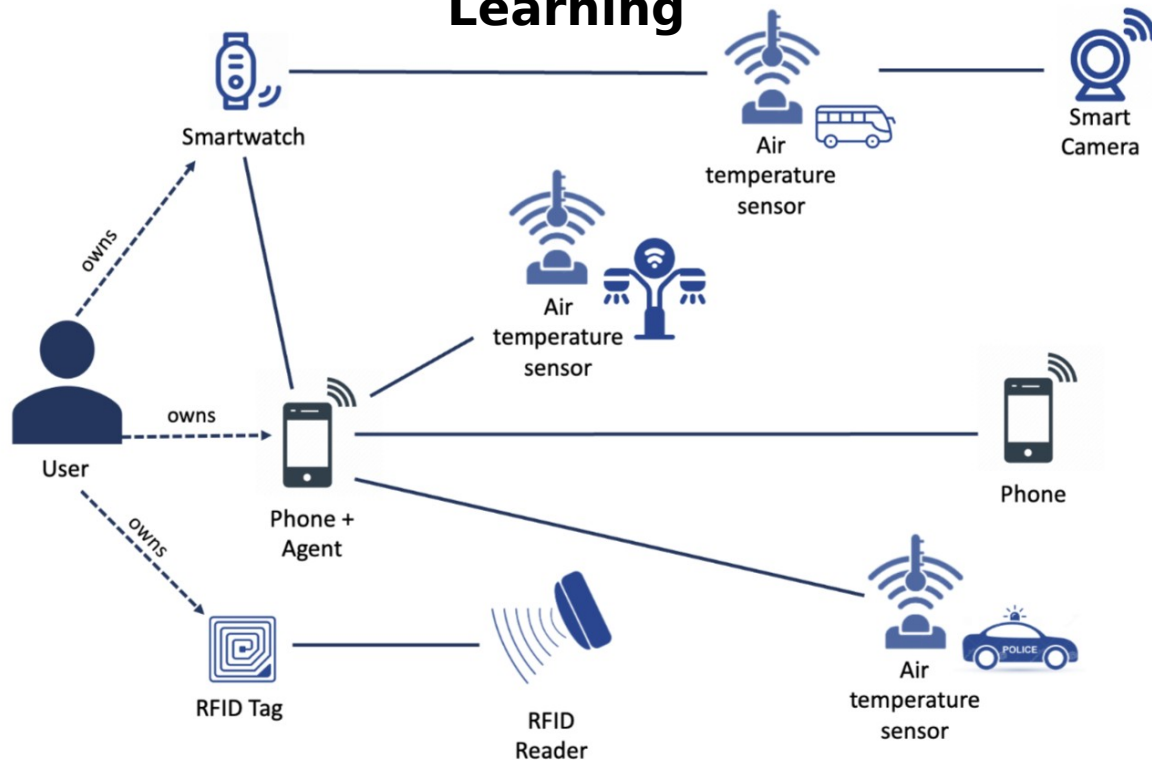 Learning
Smartwatch
Air
temperature
sensor
Smart
Camera
owns
Air
temperature
sensor
User
owns
Phone +
Agent
Phone
owns
RFID Tag
RFID
Reader
Air
temperature
sensor
POLICE